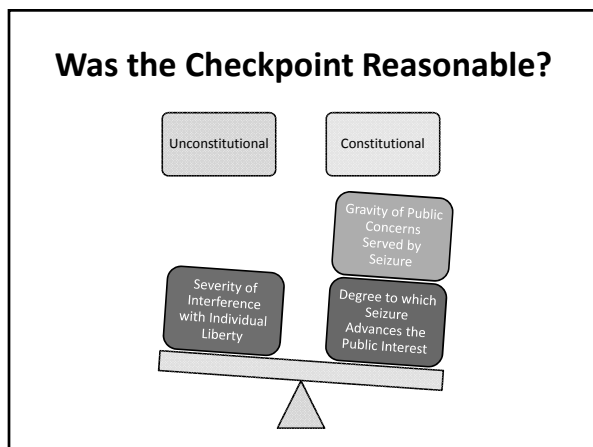 Was the Checkpoint Reasonable?
Unconstitutional
Constitutional
Gravity of Public
Concerns
Served by
Seizure
Severity of
Interference
with Individual
Liberty
Degree to which
Seizure
Advances the
Public Interest